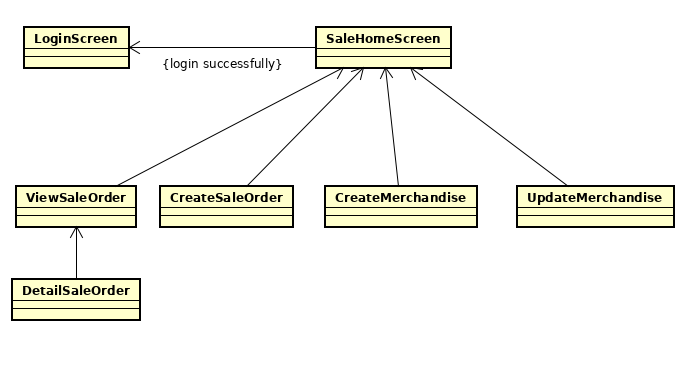 LoginScreen
SaleHomeScreen
{login successfully}
ViewSaleOrder
CreateSaleOrder
CreateMerchandise
UpdateMerchandise
DetailSaleOrder